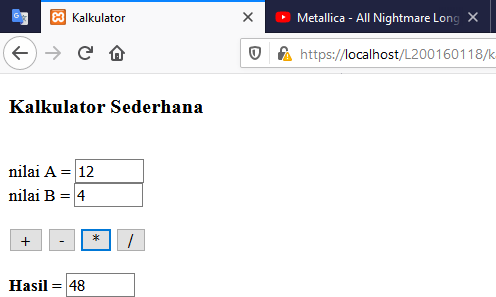 Kalkulator
Metallica - All Nightmare Long
https://localhost/L200160118/k
Kalkulator Sederhana
nilai A = 12
nilai B = 4
+ - * /
Hasil = 48